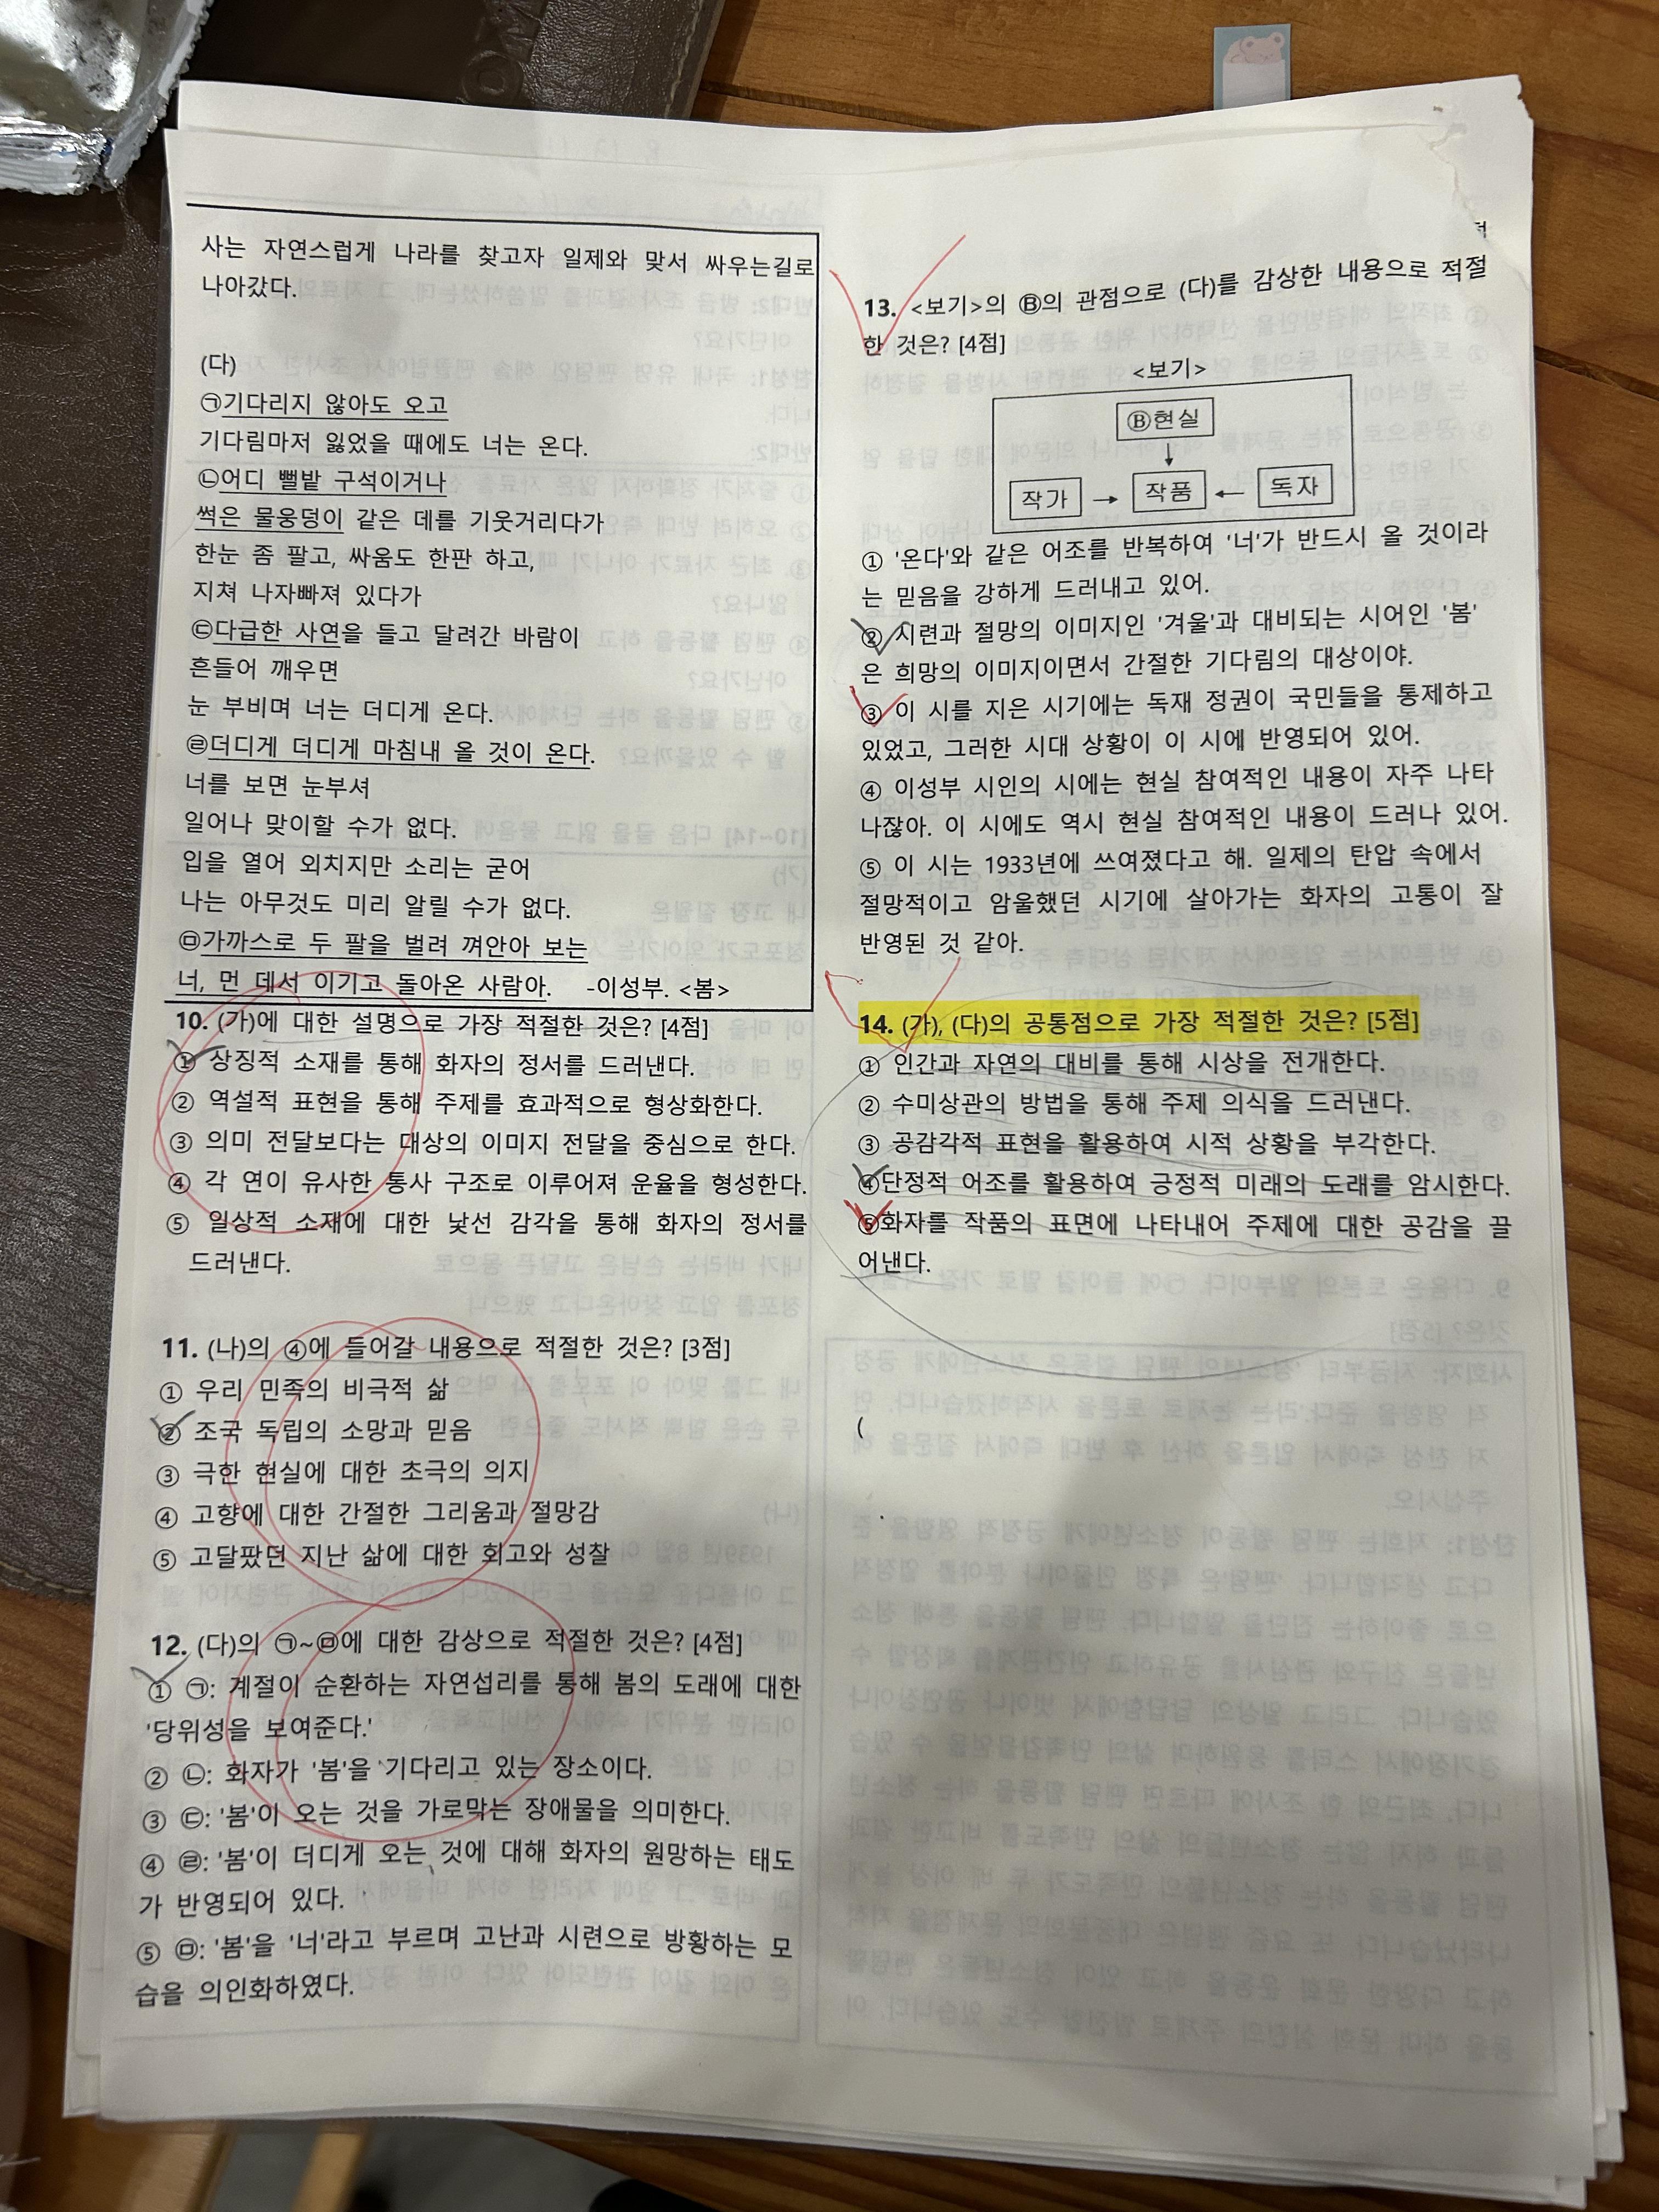 사는 자연스럽게 나라를 찾고자 일제와 맞서 싸우는길로
나아갔다.
(다)
㉠기다리지 않아도 오고
기다림마저 잃었을 때에도 너는 온다.
㉡어디 뻘밭 구석이거나
썩은 물웅덩이 같은 데를 기웃거리다가
한눈 좀 팔고, 싸움도 한판 하고,
지쳐 나자빠져 있다가
㉢다급한 사연을 들고 달려간 바람이
흔들어 깨우면
눈 부비며 너는 더디게 온다.
㉣더디게 더디게 마침내 올 것이 온다.
너를 보면 눈부셔
일어나 맞이할 수가 없다.
입을 열어 외치지만 소리는 굳어
나는 아무것도 미리 알릴 수가 없다.
㉤가까스로 두 팔을 벌려 껴안아 보는
너, 먼 데서 이기고 돌아온 사람아. -이성부. <봄>
10. (가)에 대한 설명으로 가장 적절한 것은? [4점]
① 상징적 소재를 통해 화자의 정서를 드러낸다.
② 역설적 표현을 통해 주제를 효과적으로 형상화한다.
③ 의미 전달보다는 대상의 이미지 전달을 중심으로 한다.
④ 각 연이 유사한 통사 구조로 이루어져 운율을 형성한다.
⑤ 일상적 소재에 대한 낯선 감각을 통해 화자의 정서를
드러낸다.
11. (나)의 ㉮에 들어갈 내용으로 적절한 것은? [3점]
① 우리 민족의 비극적 삶
② 조국 독립의 소망과 믿음
③ 극한 현실에 대한 초극의 의지
④ 고향에 대한 간절한 그리움과 절망감
⑤ 고달팠던 지난 삶에 대한 회고와 성찰
12. (다)의 ㉠~㉤에 대한 감상으로 적절한 것은? [4점]
① ㉠: 계절이 순환하는 자연섭리를 통해 봄의 도래에 대한
'당위성을 보여준다.'
② ㉡: 화자가 '봄'을 기다리고 있는 장소이다.
③ ㉢: '봄'이 오는 것을 가로막는 장애물을 의미한다.
④ ㉣: '봄'이 더디게 오는 것에 대해 화자의 원망하는 태도
가 반영되어 있다.
⑤ ㉤: '봄'을 '너'라고 부르며 고난과 시련으로 방황하는 모
습을 의인화하였다.
13. <보기>의 Ⓑ의 관점으로 (다)를 감상한 내용으로 적절
한 것은? [4점]
<보기>
Ⓑ현실
작가 → 작품 ← 독자
① '온다'와 같은 어조를 반복하여 '너'가 반드시 올 것이라
는 믿음을 강하게 드러내고 있어.
② 시련과 절망의 이미지인 '겨울'과 대비되는 시어인 '봄'
은 희망의 이미지이면서 간절한 기다림의 대상이야.
③ 이 시를 지은 시기에는 독재 정권이 국민들을 통제하고
있었고, 그러한 시대 상황이 이 시에 반영되어 있어.
④ 이성부 시인의 시에는 현실 참여적인 내용이 자주 나타
나잖아. 이 시에도 역시 현실 참여적인 내용이 드러나 있어.
⑤ 이 시는 1933년에 쓰여졌다고 해. 일제의 탄압 속에서
절망적이고 암울했던 시기에 살아가는 화자의 고통이 잘
반영된 것 같아.
14. (가), (다)의 공통점으로 가장 적절한 것은? [5점]
① 인간과 자연의 대비를 통해 시상을 전개한다.
② 수미상관의 방법을 통해 주제 의식을 드러낸다.
③ 공감각적 표현을 활용하여 시적 상황을 부각한다.
④단정적 어조를 활용하여 긍정적 미래의 도래를 암시한다.
⑤화자를 작품의 표면에 나타내어 주제에 대한 공감을 끌
어낸다.